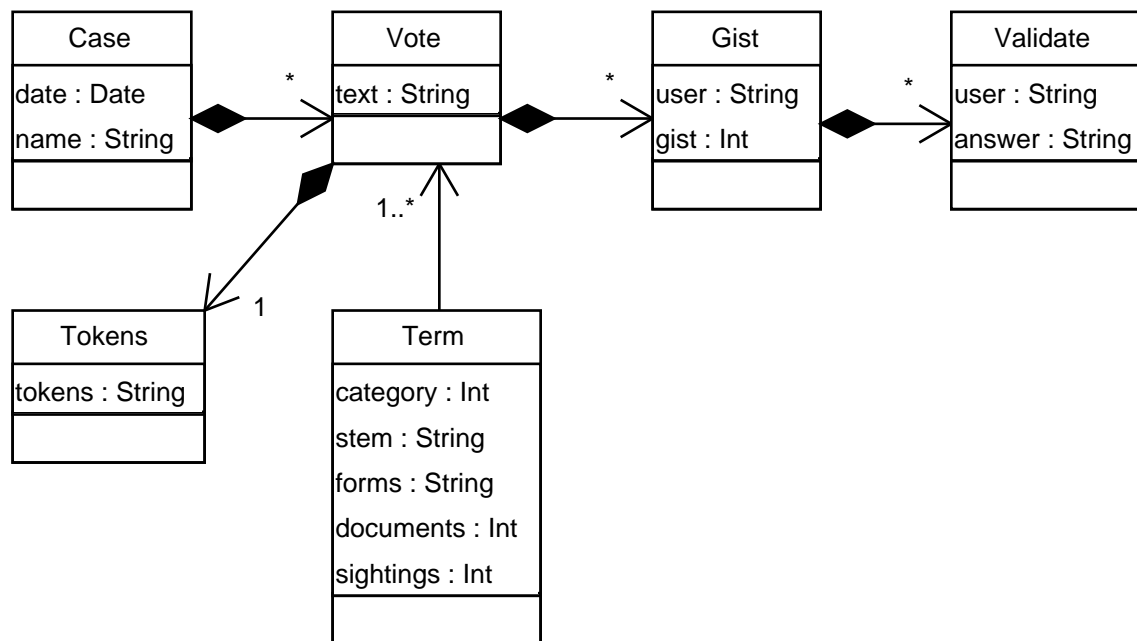 Case
date : Date
name : String
*
Vote
text : String
*
Gist
user : String
gist : Int
*
Validate
user : String
answer : String
1..*
1
Tokens
tokens : String
Term
category : Int
stem : String
forms : String
documents : Int
sightings : Int